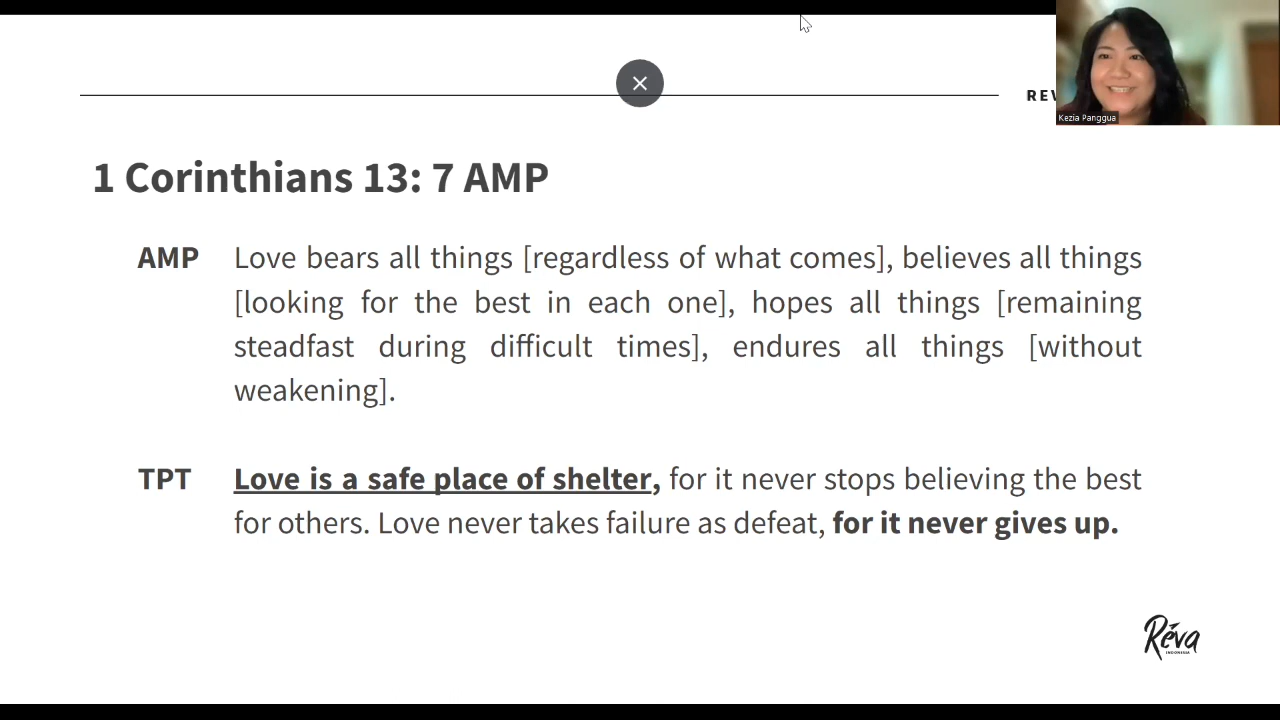 REV
Kezia Panggua
1 Corinthians 13: 7 AMP
AMP Love bears all things [regardless of what comes], believes all things
[looking for the best in each one], hopes all things [remaining
steadfast during difficult times], endures all things [without
weakening].
TPT Love is a safe place of shelter, for it never stops believing the best
for others. Love never takes failure as defeat, for it never gives up.
Réva
INDONESIA